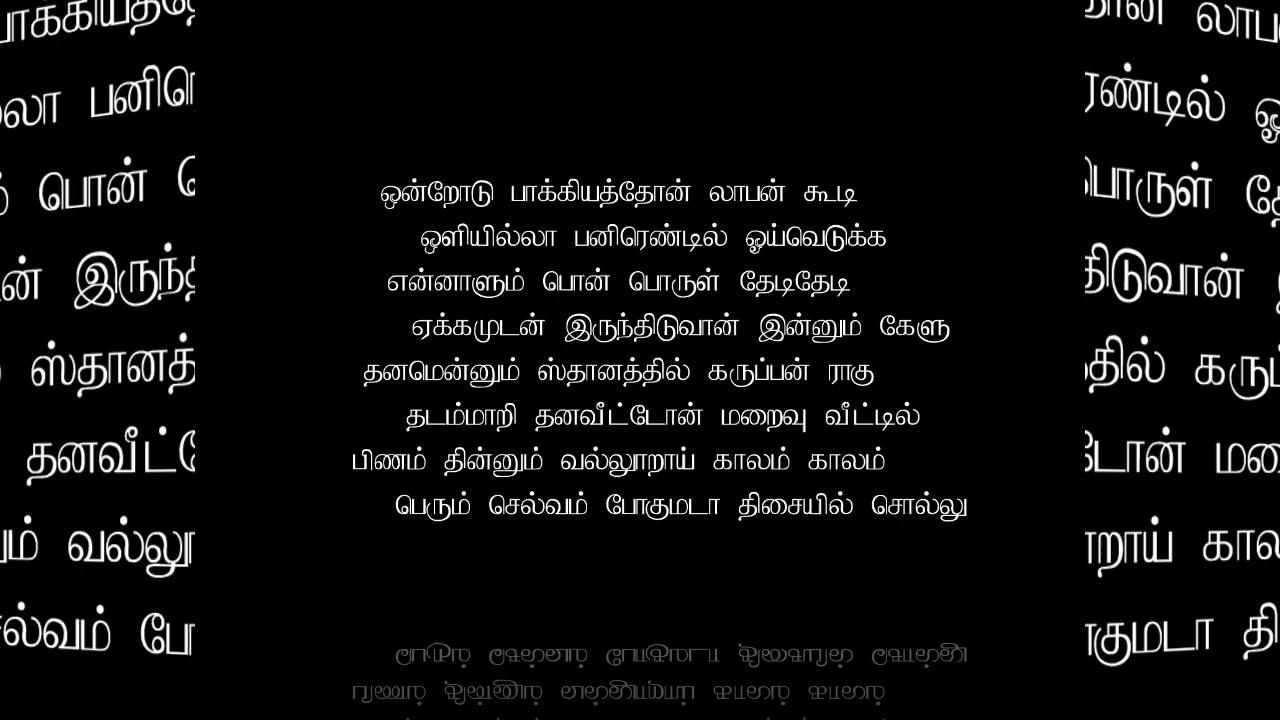 ஒன்றோடு பாக்கியத்தோன் லாபன் கூடி
ஒளியில்லா பனிரெண்டில் ஓய்வெடுக்க
என்னாளும் பொன் பொருள் தேடிதேடி
ஏக்கமுடன் இருந்திடுவான் இன்னும் கேளு
தனமென்னும் ஸ்தானத்தில் கருப்பன் ராகு
தடம்மாறி தனவீட்டோன் மறைவு வீட்டில்
பிணம் தின்னும் வல்லூறாய் காலம் காலம்
பெரும் செல்வம் போகுமடா திசையில் சொல்லு